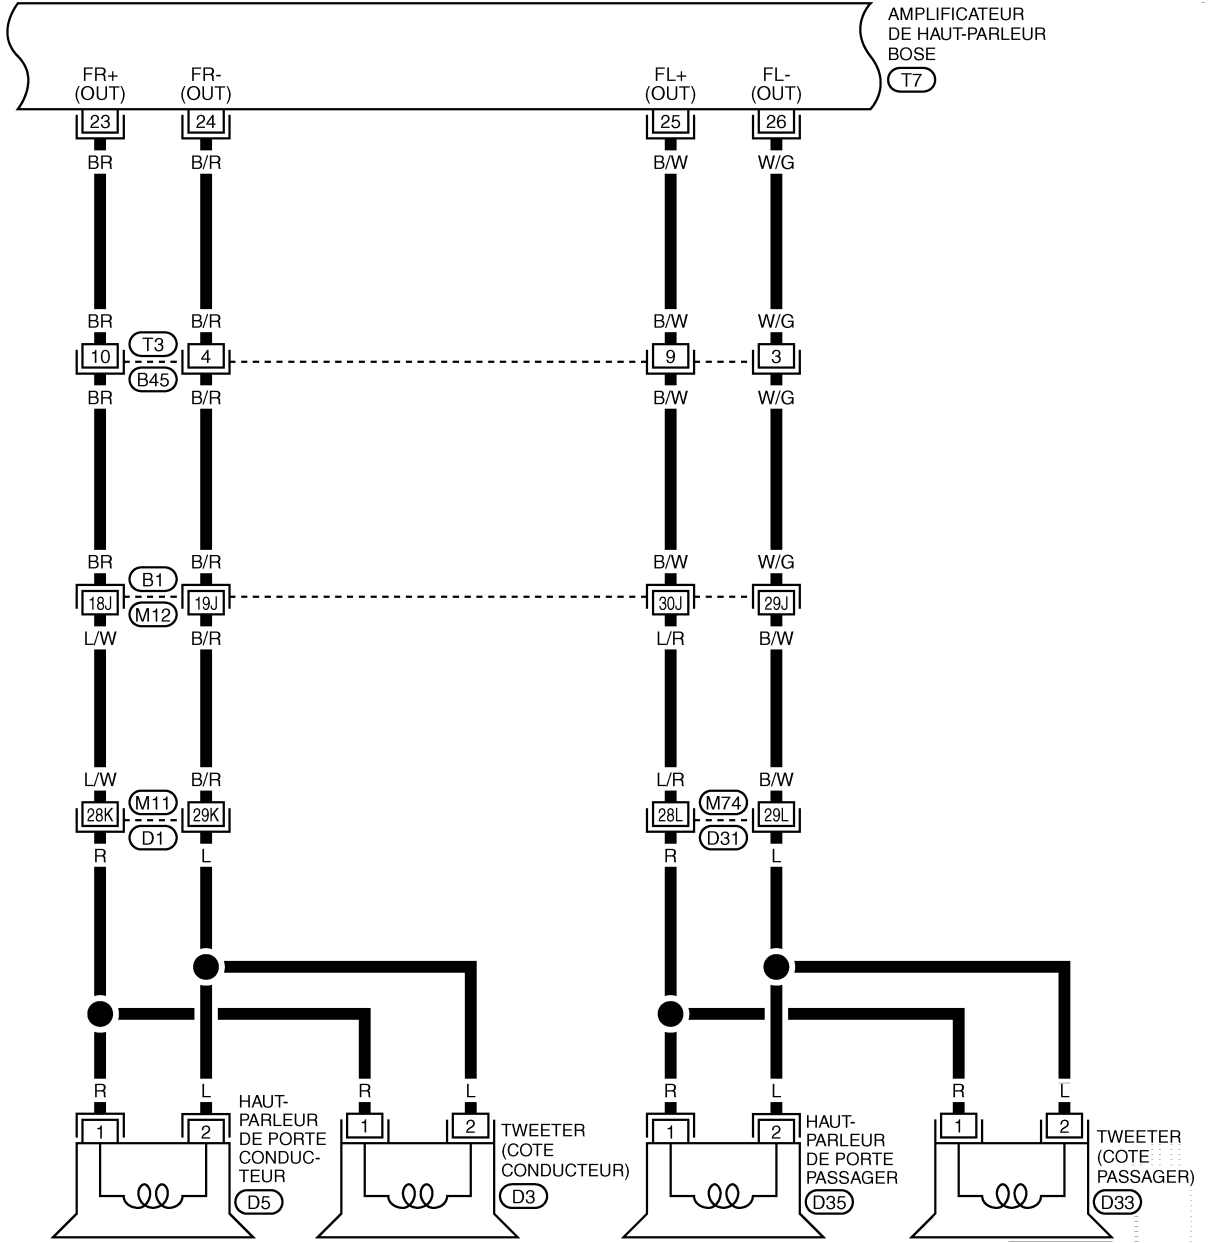 AMPLIFICATEUR
DE HAUT-PARLEUR
BOSE
T7
FR+ FR- FL+ FL-
(OUT) (OUT) (OUT) (OUT)
23 24 25 26
BR B/R B/W W/G
BR B/R B/W W/G
T3
10 4 9 3
B45
BR B/R B/W W/G
BR B/R B/W W/G
B1
18J 19J 30J 29J
M12
L/W B/R L/R B/W
L/W B/R L/R B/W
M11 M74
28K 29K 28L 29L
D1 D31
R L R L
R L R L R L R L
1 2 1 2 1 2 1 2
HAUT-
PARLEUR
DE PORTE
CONDUC-
TEUR
D5
TWEETER
(COTE
CONDUCTEUR)
D3
HAUT-
PARLEUR
DE PORTE
PASSAGER
D35
TWEETER
(COTE
PASSAGER)
D33